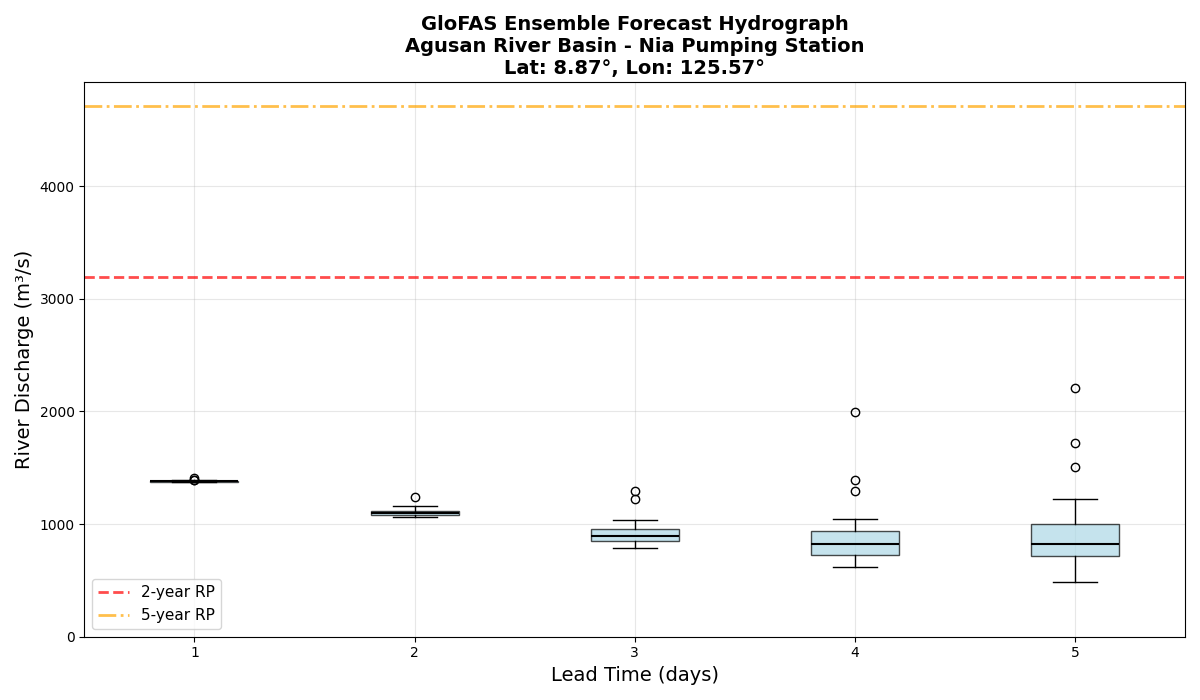 GloFAS Ensemble Forecast Hydrograph
Agusan River Basin - Nia Pumping Station
Lat: 8.87°, Lon: 125.57°
River Discharge (m³/s)
4000
3000
2000
1000
0
2-year RP
5-year RP
1 2 3 4 5
Lead Time (days)